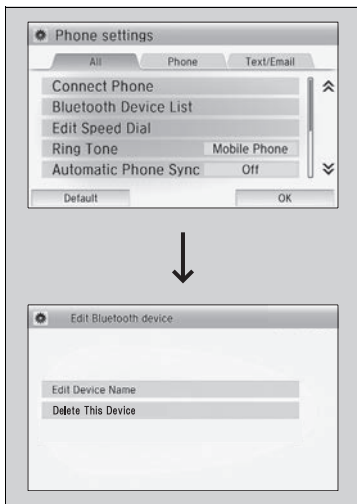 Phone settings
All Phone Text/Email
Connect Phone
Bluetooth Device List
Edit Speed Dial
Ring Tone Mobile Phone
Automatic Phone Sync Off
Default OK
Edit Bluetooth device
Edit Device Name
Delete This Device